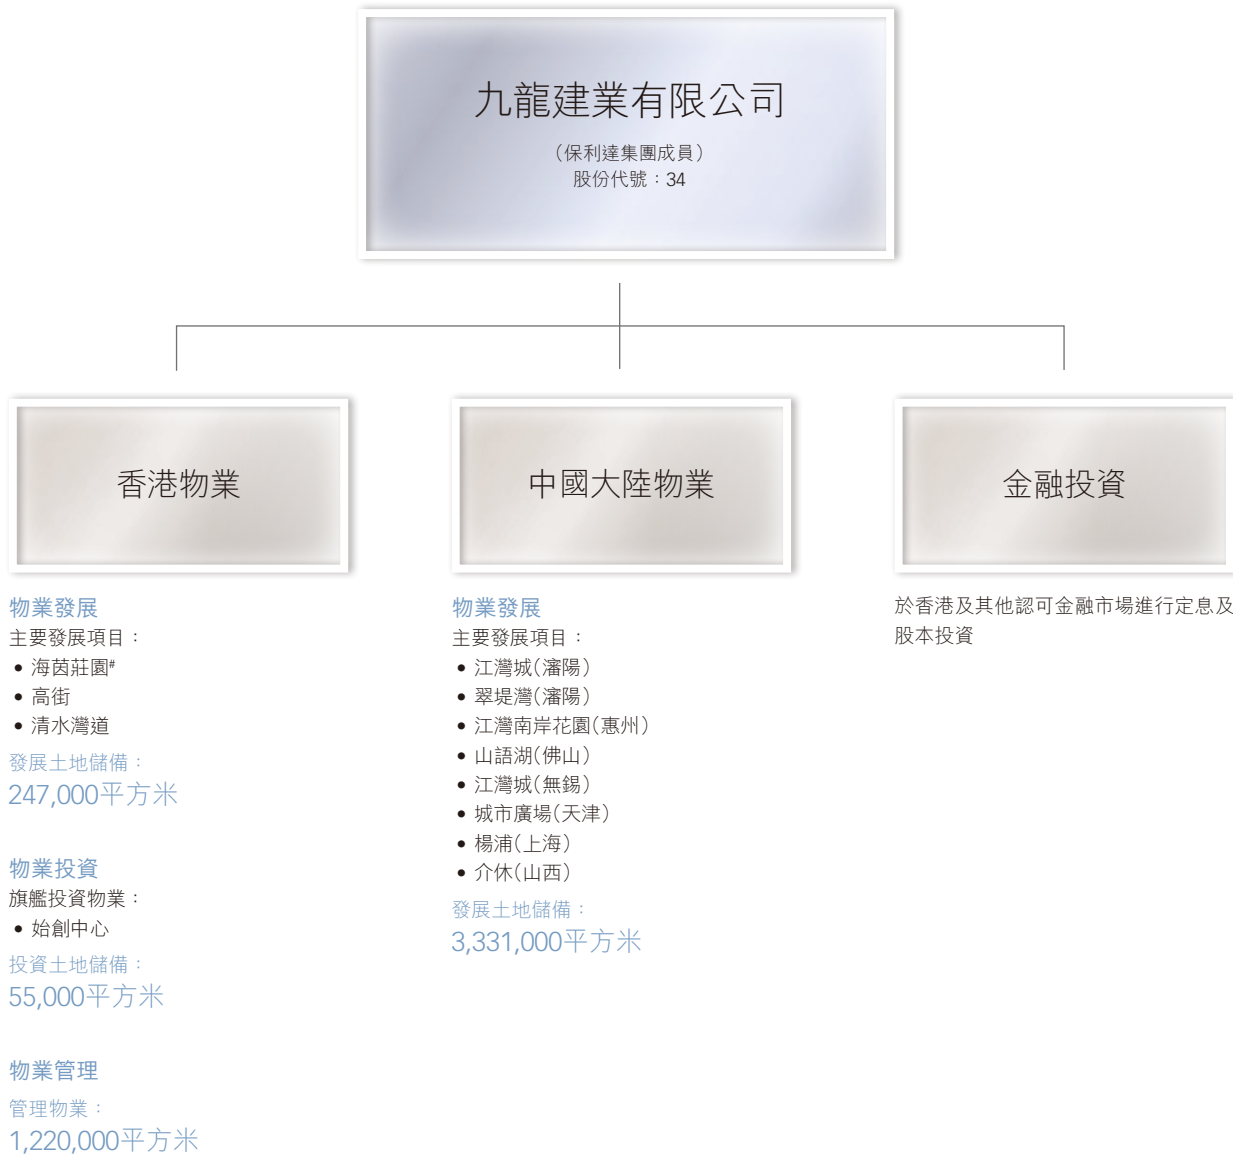 九龍建業有限公司
（保利達集團成員）
股份代號：34
香港物業
物業發展
主要發展項目：
• 海茵莊園#
• 高街
• 清水灣道
發展土地儲備：
247,000平方米
物業投資
旗艦投資物業：
• 始創中心
投資土地儲備：
55,000平方米
物業管理
管理物業：
1,220,000平方米
中國大陸物業
物業發展
主要發展項目：
• 江灣城（瀋陽）
• 翠堤灣（瀋陽）
• 江灣南岸花園（惠州）
• 山語湖（佛山）
• 江灣城（無錫）
• 城市廣場（天津）
• 楊浦（上海）
• 介休（山西）
發展土地儲備：
3,331,000平方米
金融投資
於香港及其他認可金融市場進行定息及
股本投資